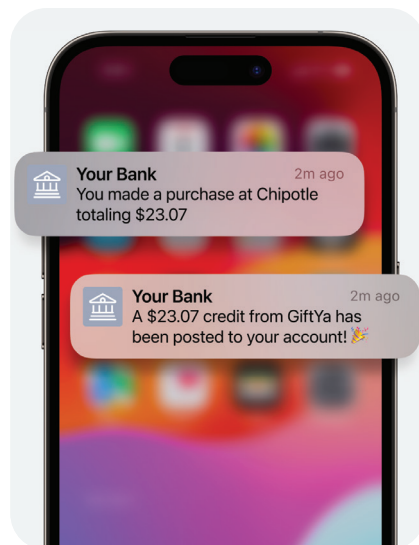 Your Bank 2m ago
You made a purchase at Chipotle
totaling $23.07
Your Bank 2m ago
A $23.07 credit from GiftYa has
been posted to your account! 🎉